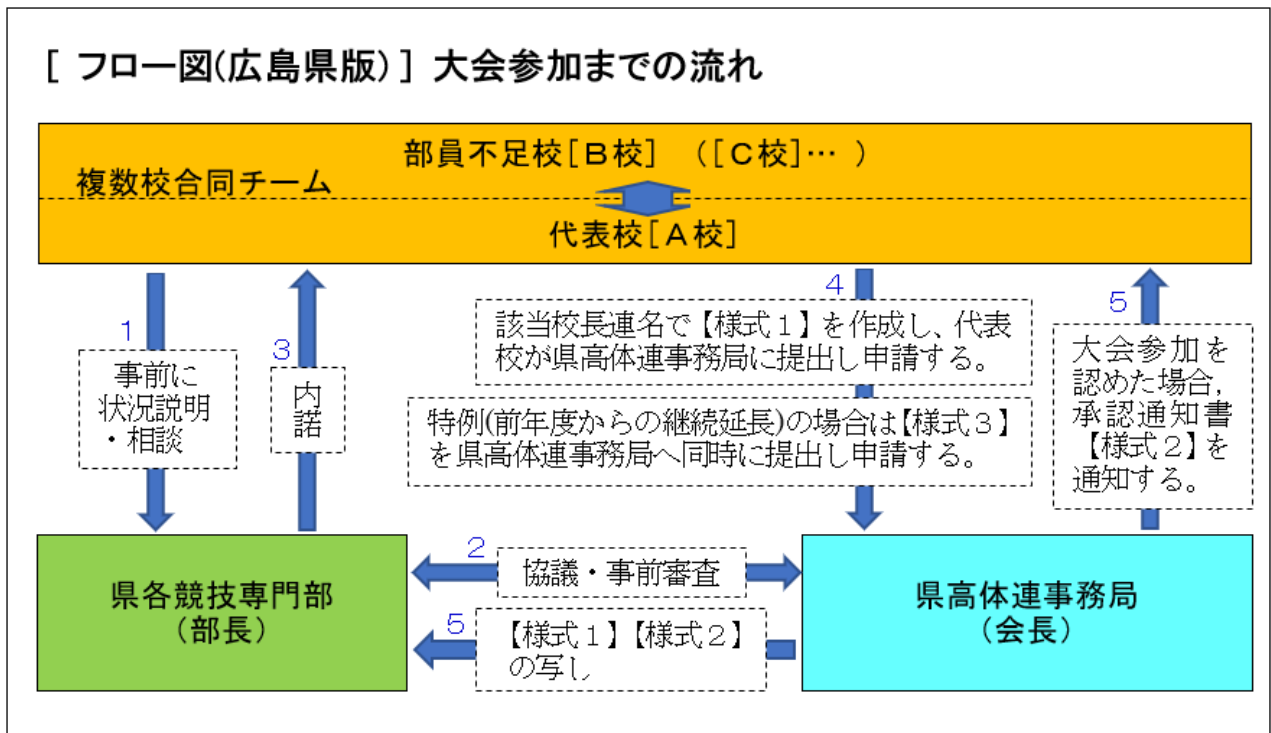 [ フロー図(広島県版) ] 大会参加までの流れ
部員不足校[B校] ([C校]… )
複数校合同チーム
代表校[A校]
1
事前に
状況説明
・相談
3
内
諾
4
該当校長連名で【様式1】を作成し、代表
校が県高体連事務局に提出し申請する。
特例(前年度からの継続延長)の場合は【様式3】
を県高体連事務局へ同時に提出し申請する。
5
大会参加を
認めた場合,
承認通知書
【様式2】を
通知する。
県各競技専門部
(部長)
2
協議・事前審査
5
【様式1】【様式2】
の写し
県高体連事務局
(会長)